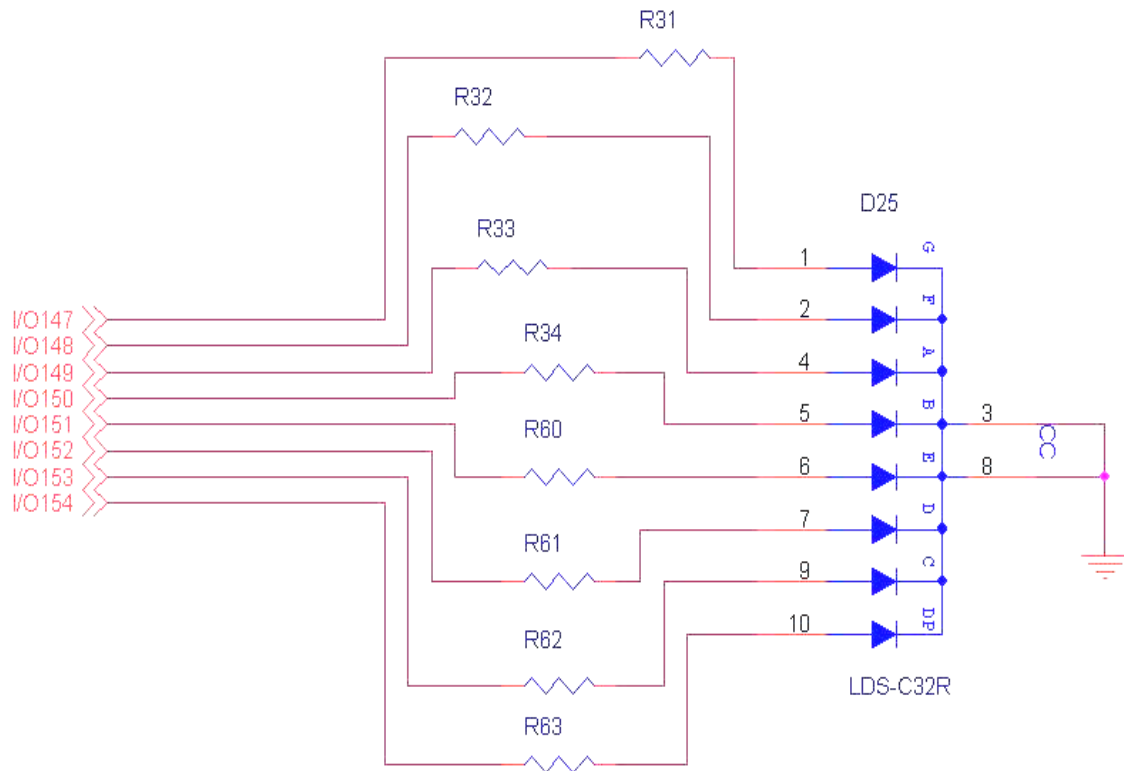 R31
R32
D25
R33
G
1
F
2
I/O147
R34
I/O148
A
4
I/O149
I/O150
B
5
3
I/O151
R60
CC
I/O152
E
6
8
I/O153
I/O154
D
7
R61
C
9
DP
10
R62
LDS-C32R
R63